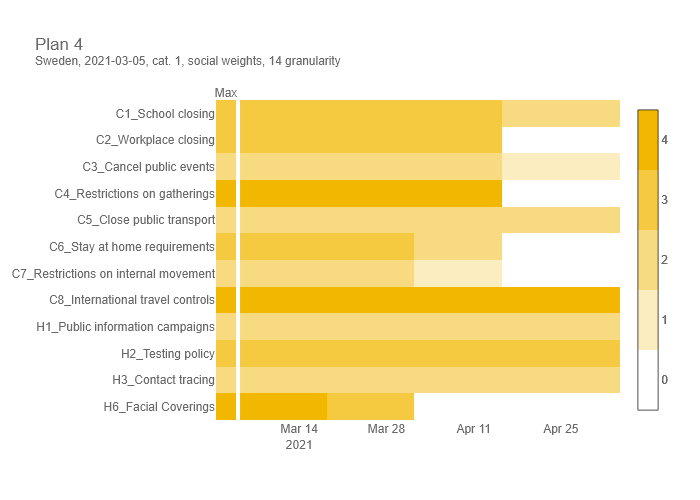 Plan 4
Sweden, 2021-03-05, cat. 1, social weights, 14 granularity
Max
C1_School closing
C2_Workplace closing
C3_Cancel public events
C4_Restrictions on gatherings
C5_Close public transport
C6_Stay at home requirements
C7_Restrictions on internal movement
C8_International travel controls
H1_Public information campaigns
H2_Testing policy
H3_Contact tracing
H6_Facial Coverings
Mar 14 Mar 28 Apr 11 Apr 25
2021
4
3
2
1
0